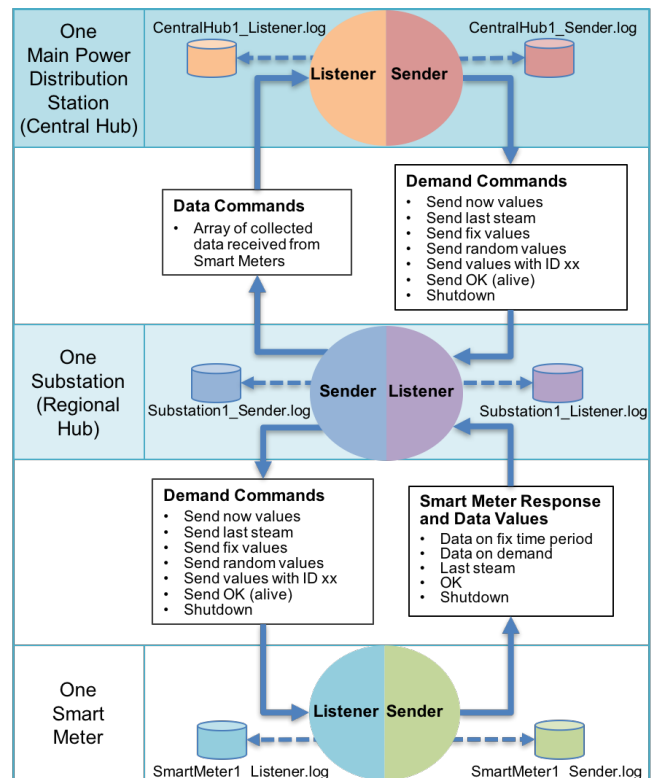 One
Main Power
Distribution
Station
(Central Hub)
CentralHub1_Listener.log
CentralHub1_Sender.log
Listener
Sender
Data Commands
• Array of collected
data received from
Smart Meters
Demand Commands
• Send now values
• Send last steam
• Send fix values
• Send random values
• Send values with ID xx
• Send OK (alive)
• Shutdown
One
Substation
(Regional
Hub)
Sender
Listener
Substation1_Sender.log
Substation1_Listener.log
Demand Commands
• Send now values
• Send last steam
• Send fix values
• Send random values
• Send values with ID xx
• Send OK (alive)
• Shutdown
Smart Meter Response
and Data Values
• Data on fix time period
• Data on demand
• Last steam
• OK
• Shutdown
One
Smart
Meter
Listener
Sender
SmartMeter1_Listener.log
SmartMeter1_Sender.log